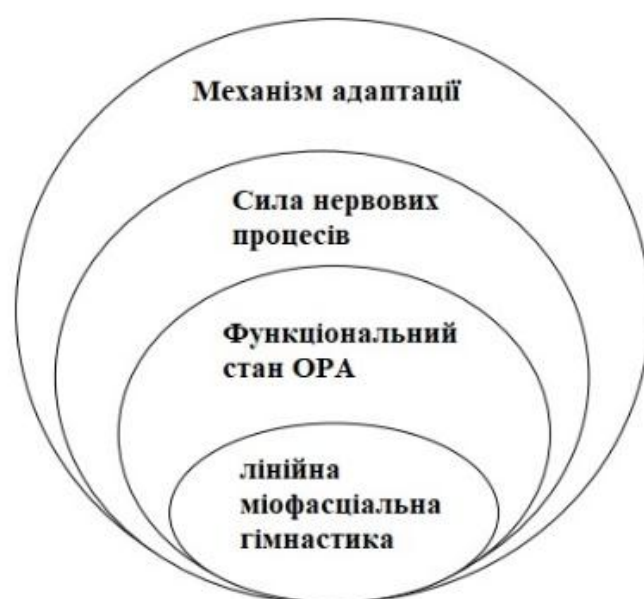 Механізм адаптації
Сила нервових
процесів
Функціональний
стан ОРА
лінійна
міофасціальна
гімнастика